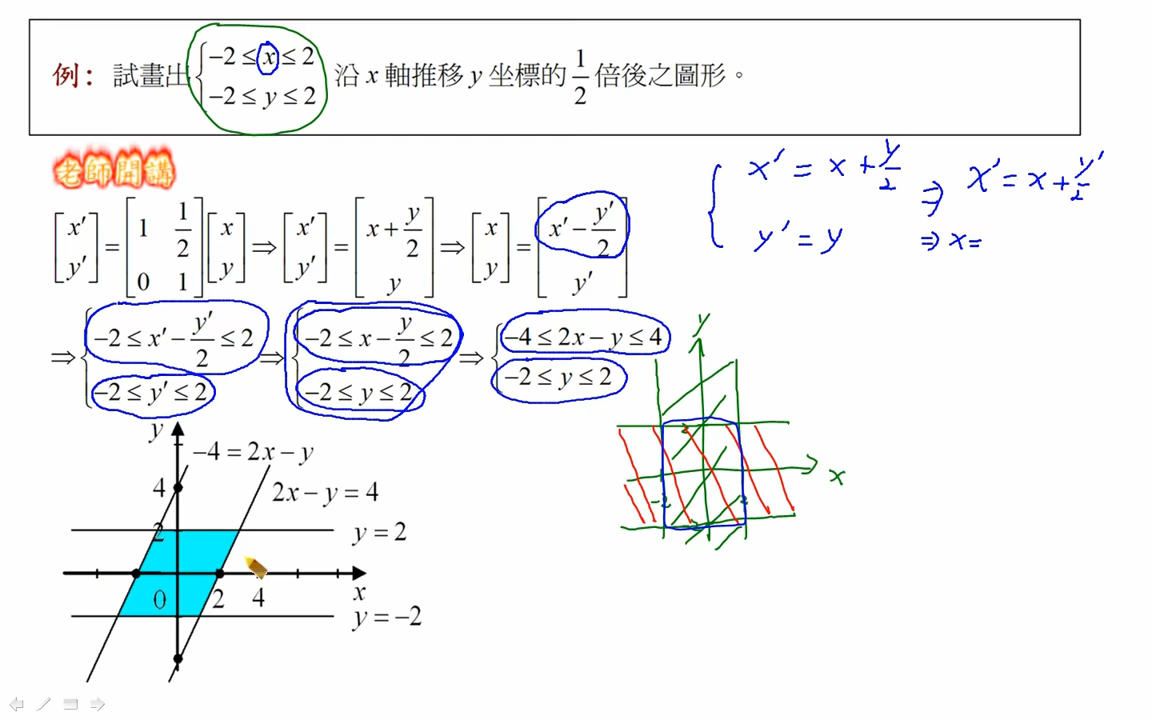 例: 試畫出 { −2 ≤ x ≤ 2, −2 ≤ y ≤ 2 沿 x 軸推移 y 坐標的 1/2 倍後之圖形。
老師開講
[x′ y′] = [1 1/2; 0 1] [x y] ⇒ [x′ y′] = [x + y/2; y] ⇒ [x y] = [x′ − y′/2; y′]
{ x′ = x + y/2 ⇒ x′ = x + y′/2
y′ = y ⇒ x =
⇒ { −2 ≤ x′ − y′/2 ≤ 2, −2 ≤ y′ ≤ 2 ⇒ { −2 ≤ x − y/2 ≤ 2, −2 ≤ y ≤ 2 ⇒ { −4 ≤ 2x − y ≤ 4, −2 ≤ y ≤ 2
y
−4 = 2x − y
4
2x − y = 4
2
y = 2
0
2
4
x
y = −2
y
2
x
−2